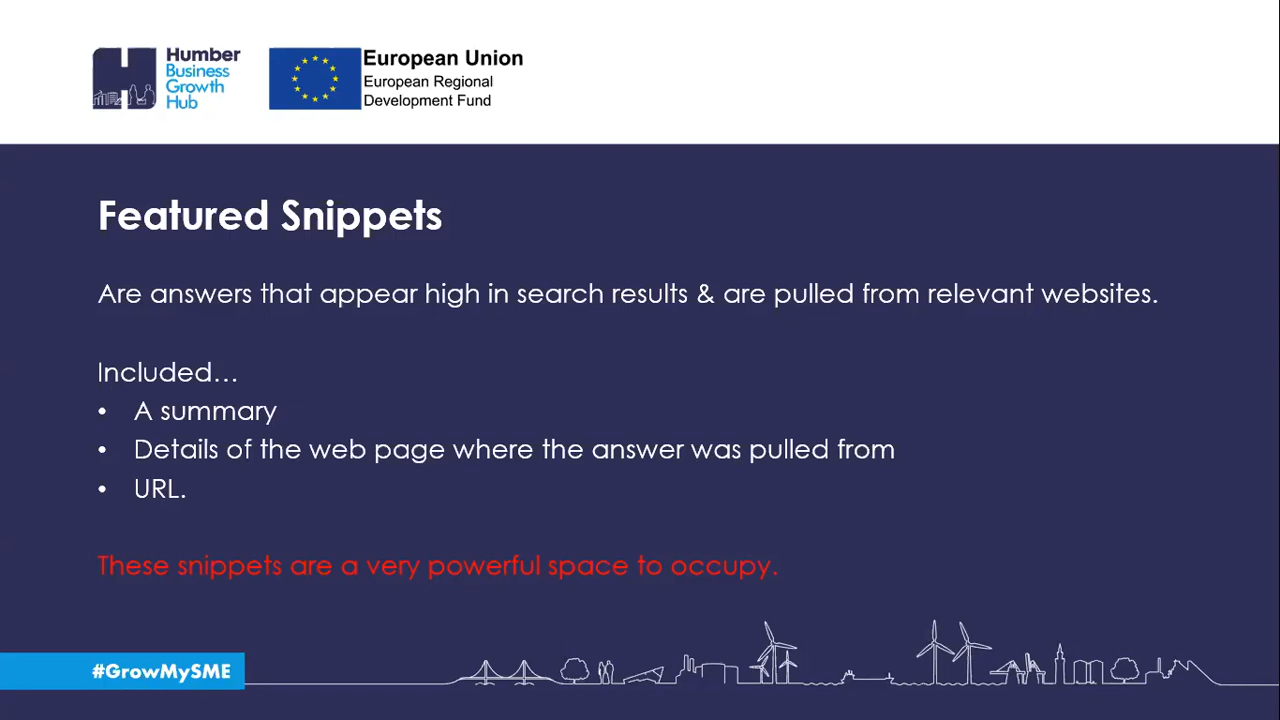 Humber
Business
Growth
Hub
European Union
European Regional
Development Fund
Featured Snippets
Are answers that appear high in search results & are pulled from relevant websites.
Included…
• A summary
• Details of the web page where the answer was pulled from
• URL.
These snippets are a very powerful space to occupy.
#GrowMySME